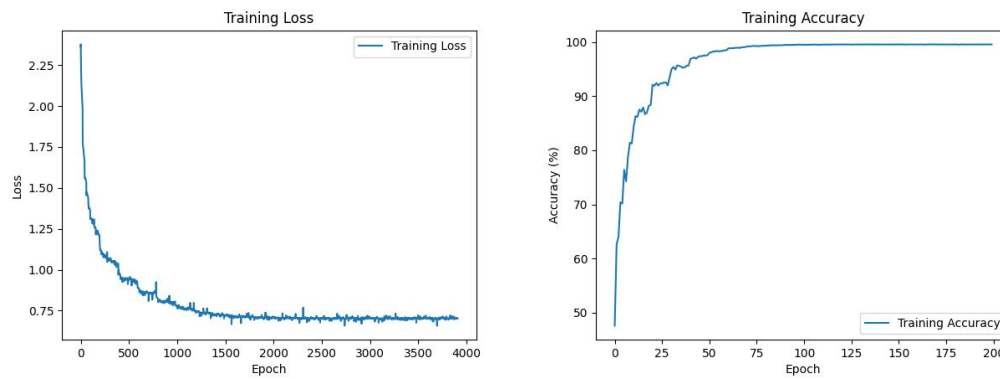 Training Loss
Training Loss
2.25
2.00
1.75
1.50
1.25
1.00
0.75
Loss
0 500 1000 1500 2000 2500 3000 3500 4000
Epoch
Training Accuracy
100
90
80
70
60
50
Accuracy (%)
Training Accuracy
0 25 50 75 100 125 150 175 200
Epoch